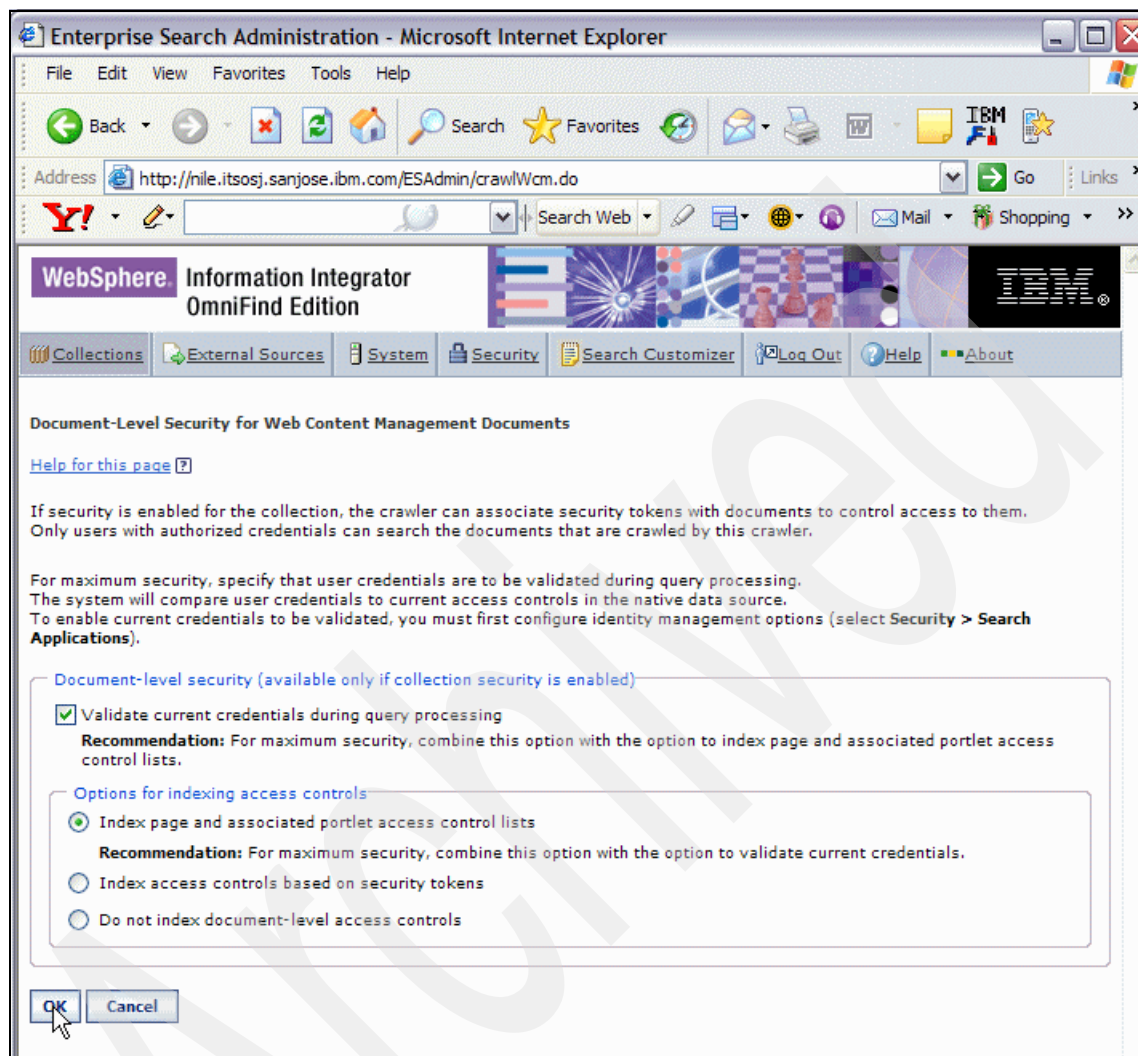 Enterprise Search Administration - Microsoft Internet Explorer
File Edit View Favorites Tools Help
Back Search Favorites W IBM
Address http://nile.itsosj.sanjose.ibm.com/ESAdmin/crawlWcm.do Go Links
Y! Search Web Mail Shopping
WebSphere. Information Integrator
OmniFind Edition
IBM®
Collections External Sources System Security Search Customizer Log Out Help About
Document-Level Security for Web Content Management Documents
Help for this page ?
If security is enabled for the collection, the crawler can associate security tokens with documents to control access to them.
Only users with authorized credentials can search the documents that are crawled by this crawler.
For maximum security, specify that user credentials are to be validated during query processing.
The system will compare user credentials to current access controls in the native data source.
To enable current credentials to be validated, you must first configure identity management options (select Security > Search
Applications).
Document-level security (available only if collection security is enabled)
Validate current credentials during query processing
Recommendation: For maximum security, combine this option with the option to index page and associated portlet access
control lists.
Options for indexing access controls
Index page and associated portlet access control lists
Recommendation: For maximum security, combine this option with the option to validate current credentials.
Index access controls based on security tokens
Do not index document-level access controls
OK Cancel
Archived